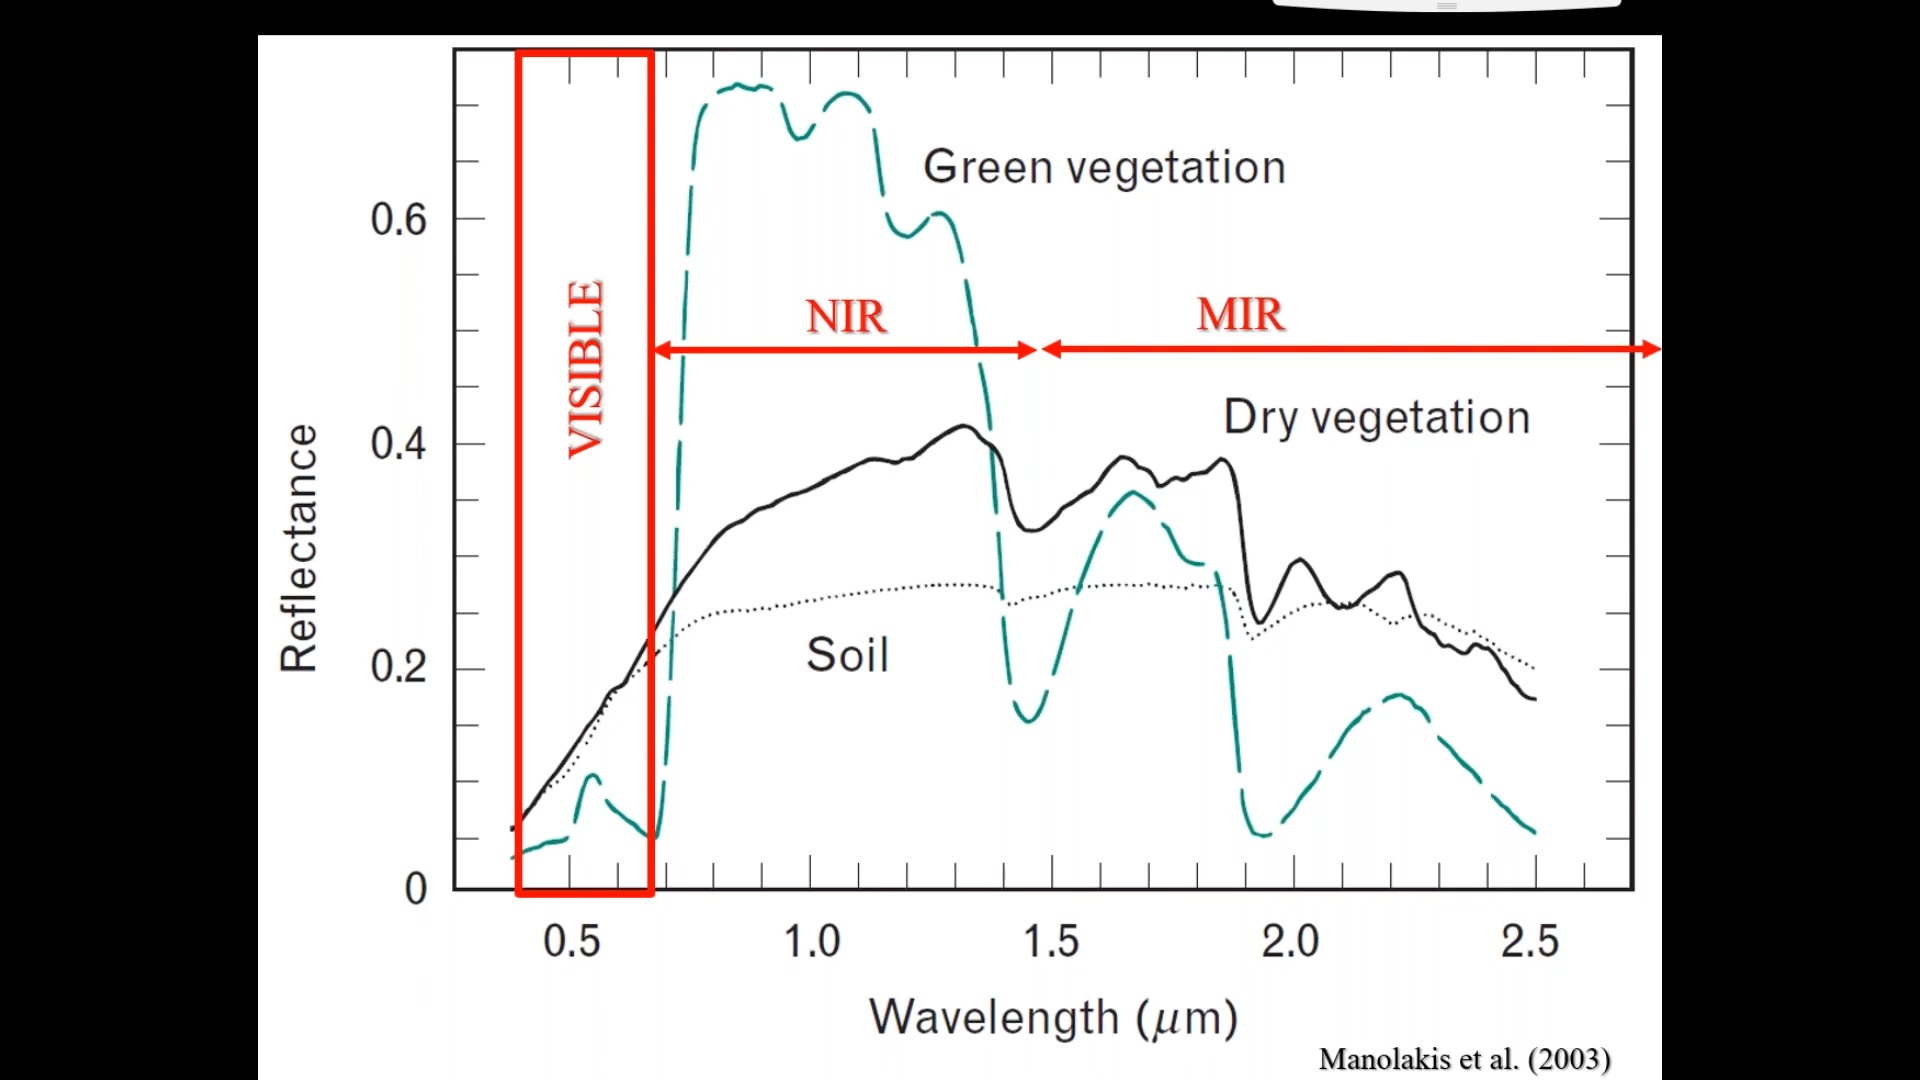 Green vegetation
0.6
VISIBLE
NIR
MIR
Dry vegetation
0.4
Reflectance
Soil
0.2
0
0.5
1.0
1.5
2.0
2.5
Wavelength (μm)
Manolakis et al. (2003)